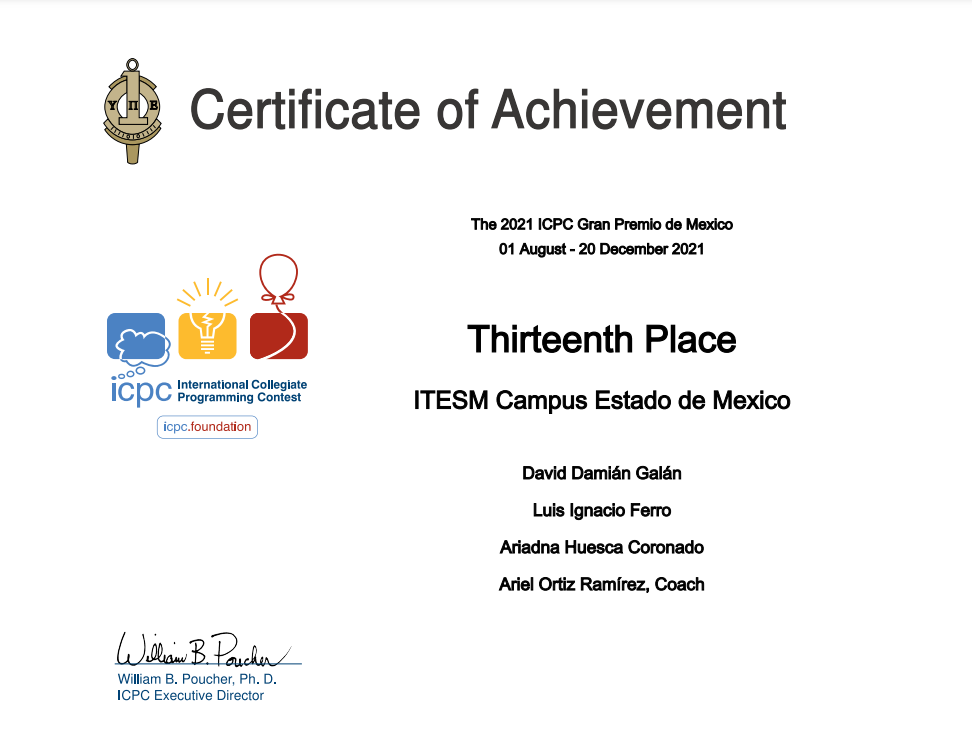 Υ Π Β
Certificate of Achievement
The 2021 ICPC Gran Premio de Mexico
01 August - 20 December 2021
Thirteenth Place
ITESM Campus Estado de Mexico
David Damián Galán
Luis Ignacio Ferro
Ariadna Huesca Coronado
Ariel Ortiz Ramírez, Coach
icpc International Collegiate
Programming Contest
icpc.foundation
William B. Poucher
William B. Poucher, Ph. D.
ICPC Executive Director